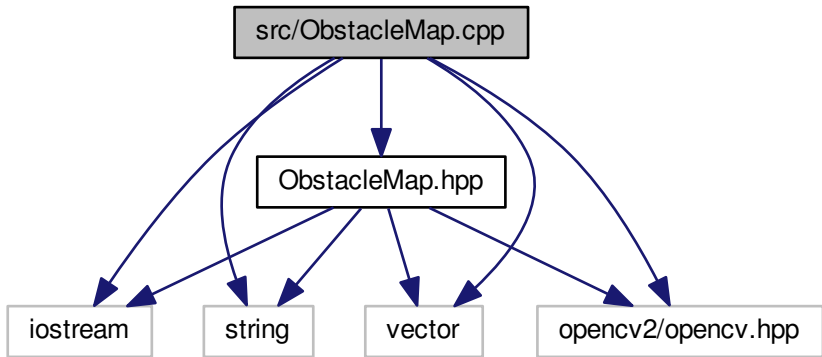 src/ObstacleMap.cpp
ObstacleMap.hpp
iostream
string
vector
opencv2/opencv.hpp